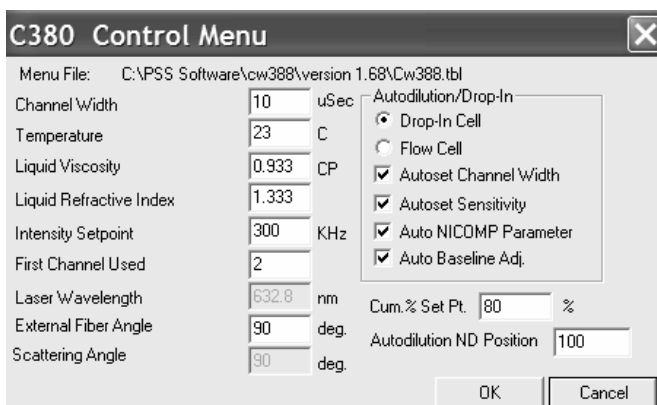 C380 Control Menu
Menu File: C:\PSS Software\cw388\version 1.68\Cw388.tbl
Channel Width 10 uSec
Temperature 23 C
Liquid Viscosity 0.933 CP
Liquid Refractive Index 1.333
Intensity Setpoint 300 KHz
First Channel Used 2
Laser Wavelength 632.8 nm
External Fiber Angle 90 deg.
Scattering Angle 90 deg.
Autodilution/Drop-In
Drop-In Cell
Flow Cell
Autoset Channel Width
Autoset Sensitivity
Auto NICOMP Parameter
Auto Baseline Adj.
Cum.% Set Pt. 80 %
Autodilution ND Position 100
OK Cancel